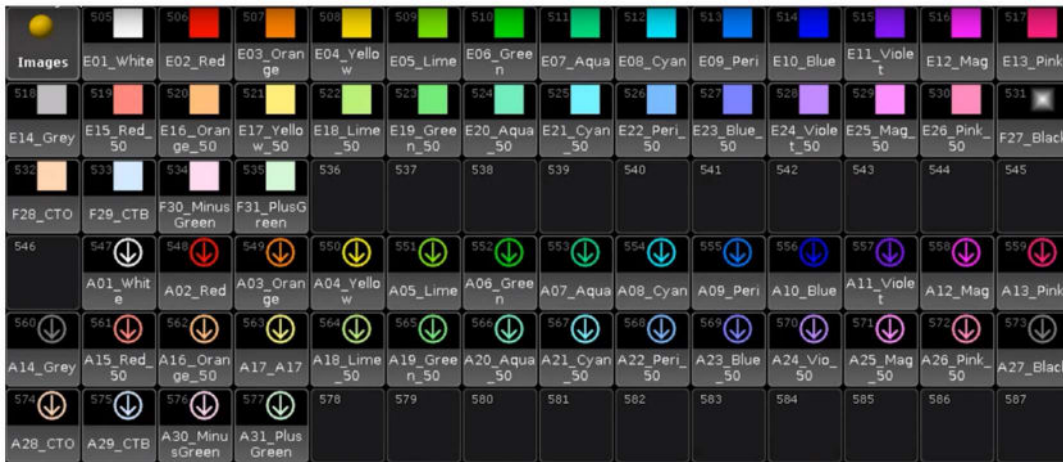 505 506 507 508 509 510 511 512 513 514 515 516 517
Images E01_White E02_Red E03_Oran
ge E04_Yello
w E05_Lime E06_Gree
n E07_Aqua E08_Cyan E09_Peri E10_Blue E11_Viole
t E12_Mag E13_Pink
518 519 520 521 522 523 524 525 526 527 528 529 530 531
E14_Grey E15_Red_
50 E16_Oran
ge_50 E17_Yello
w_50 E18_Lime
_50 E19_Gree
n_50 E20_Aqua
_50 E21_Cyan
_50 E22_Peri_
50 E23_Blue_
50 E24_Viole
t_50 E25_Mag_
50 E26_Pink_
50 F27_Black
532 533 534 535 536 537 538 539 540 541 542 543 544 545
F28_CTO F29_CTB F30_Minus
Green F31_PlusG
reen
546 547 548 549 550 551 552 553 554 555 556 557 558 559
A01_Whit
e A02_Red A03_Oran
ge A04_Yello
w A05_Lime A06_Gree
n A07_Aqua A08_Cyan A09_Peri A10_Blue A11_Viole
t A12_Mag A13_Pink
560 561 562 563 564 565 566 567 568 569 570 571 572 573
A14_Grey A15_Red_
50 A16_Oran
ge_50 A17_A17 A18_Lime
_50 A19_Gree
n_50 A20_Aqua
_50 A21_Cyan
_50 A22_Peri_
50 A23_Blue
_50 A24_Vio_
50 A25_Mag
_50 A26_Pink_
50 A27_Black
574 575 576 577 578 579 580 581 582 583 584 585 586 587
A28_CTO A29_CTB A30_Minu
sGreen A31_Plus
Green